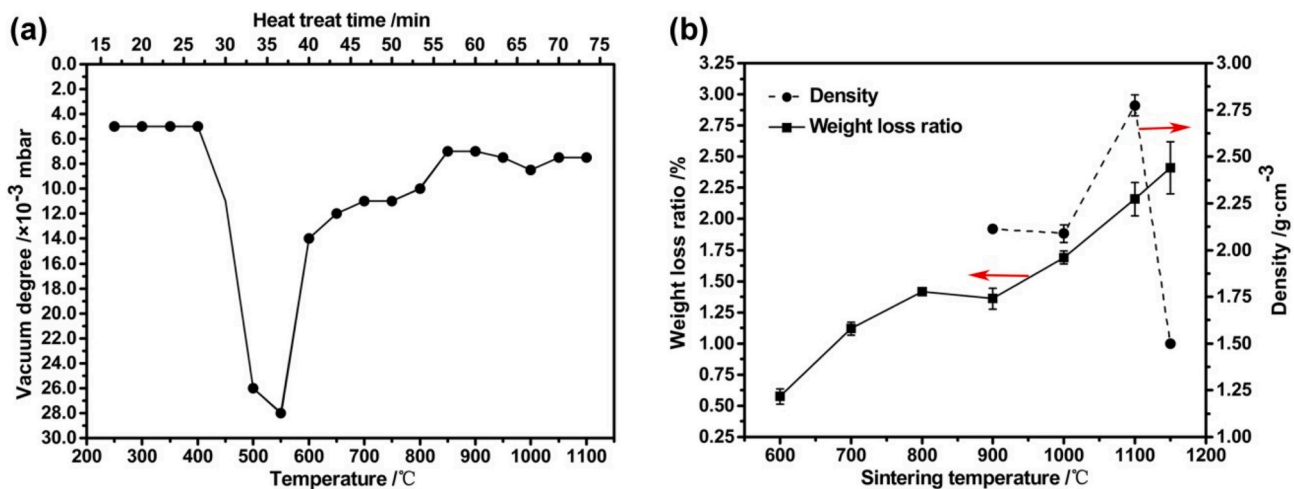 (a)
Heat treat time /min
15 20 25 30 35 40 45 50 55 60 65 70 75
Vacuum degree /×10⁻³ mbar
0.0
2.0
4.0
6.0
8.0
10.0
12.0
14.0
16.0
18.0
20.0
22.0
24.0
26.0
28.0
30.0
200 300 400 500 600 700 800 900 1000 1100
Temperature /℃
(b)
Weight loss ratio /%
3.25
3.00
2.75
2.50
2.25
2.00
1.75
1.50
1.25
1.00
0.75
0.50
0.25
Density
Weight loss ratio
3.00
2.75
2.50
2.25
2.00
1.75
1.50
1.25
1.00
Density /g·cm⁻³
600 700 800 900 1000 1100 1200
Sintering temperature /℃